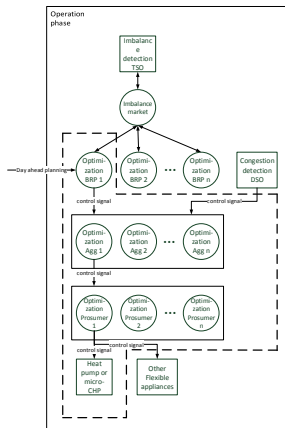 Operation
phase
Imbalanc
e
detection
TSO
Imbalance
market
Optimi-
zation
BRP 1
Optimi-
zation
BRP 2
Optimi-
zation
BRP n
Congestion
detection
DSO
Day ahead planning
control signal
control signal
Optimi-
zation
Agg 1
Optimi-
zation
Agg 2
Optimi-
zation
Agg n
control signal
Optimi-
zation
Prosumer
1
Optimi-
zation
Prosumer
2
Optimi-
zation
Prosumer
n
control signal
control signal
Heat
pump or
micro-
CHP
Other
Flexible
appliances